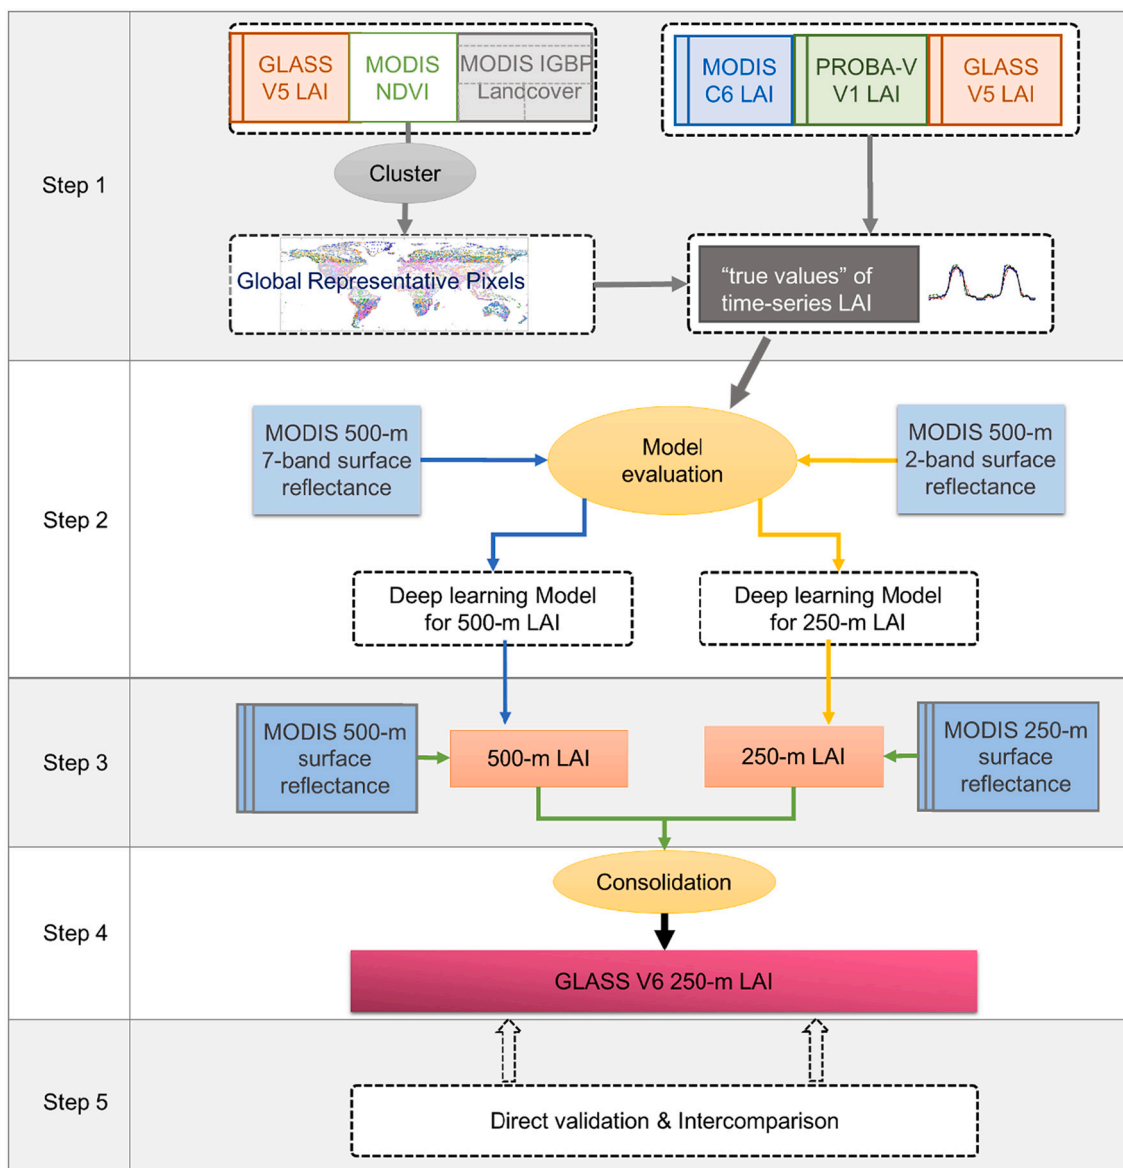 Step 1
GLASS
V5 LAI
MODIS
NDVI
MODIS IGBP
Landcover
MODIS
C6 LAI
PROBA-V
V1 LAI
GLASS
V5 LAI
Cluster
Global Representative Pixels
“true values” of
time-series LAI
Step 2
MODIS 500-m
7-band surface
reflectance
Model
evaluation
MODIS 500-m
2-band surface
reflectance
Deep learning Model
for 500-m LAI
Deep learning Model
for 250-m LAI
Step 3
MODIS 500-m
surface
reflectance
500-m LAI
250-m LAI
MODIS 250-m
surface
reflectance
Step 4
Consolidation
GLASS V6 250-m LAI
Step 5
Direct validation & Intercomparison